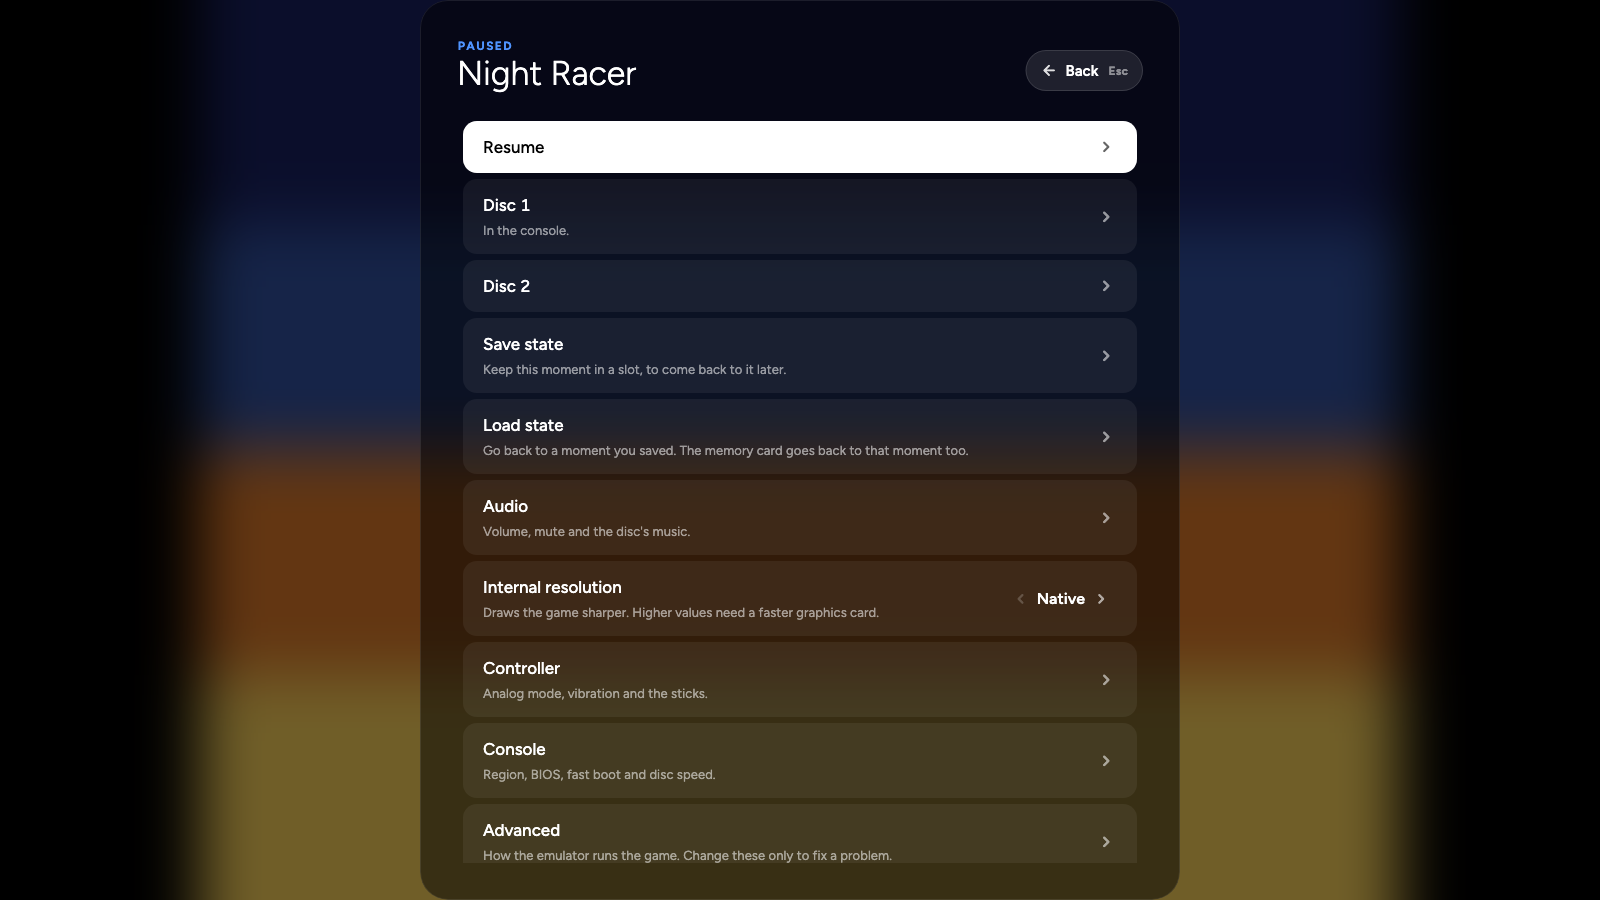 PAUSED
Night Racer
Back Esc
Resume
Disc 1
In the console.
Disc 2
Save state
Keep this moment in a slot, to come back to it later.
Load state
Go back to a moment you saved. The memory card goes back to that moment too.
Audio
Volume, mute and the disc's music.
Internal resolution
Draws the game sharper. Higher values need a faster graphics card.
Native
Controller
Analog mode, vibration and the sticks.
Console
Region, BIOS, fast boot and disc speed.
Advanced
How the emulator runs the game. Change these only to fix a problem.